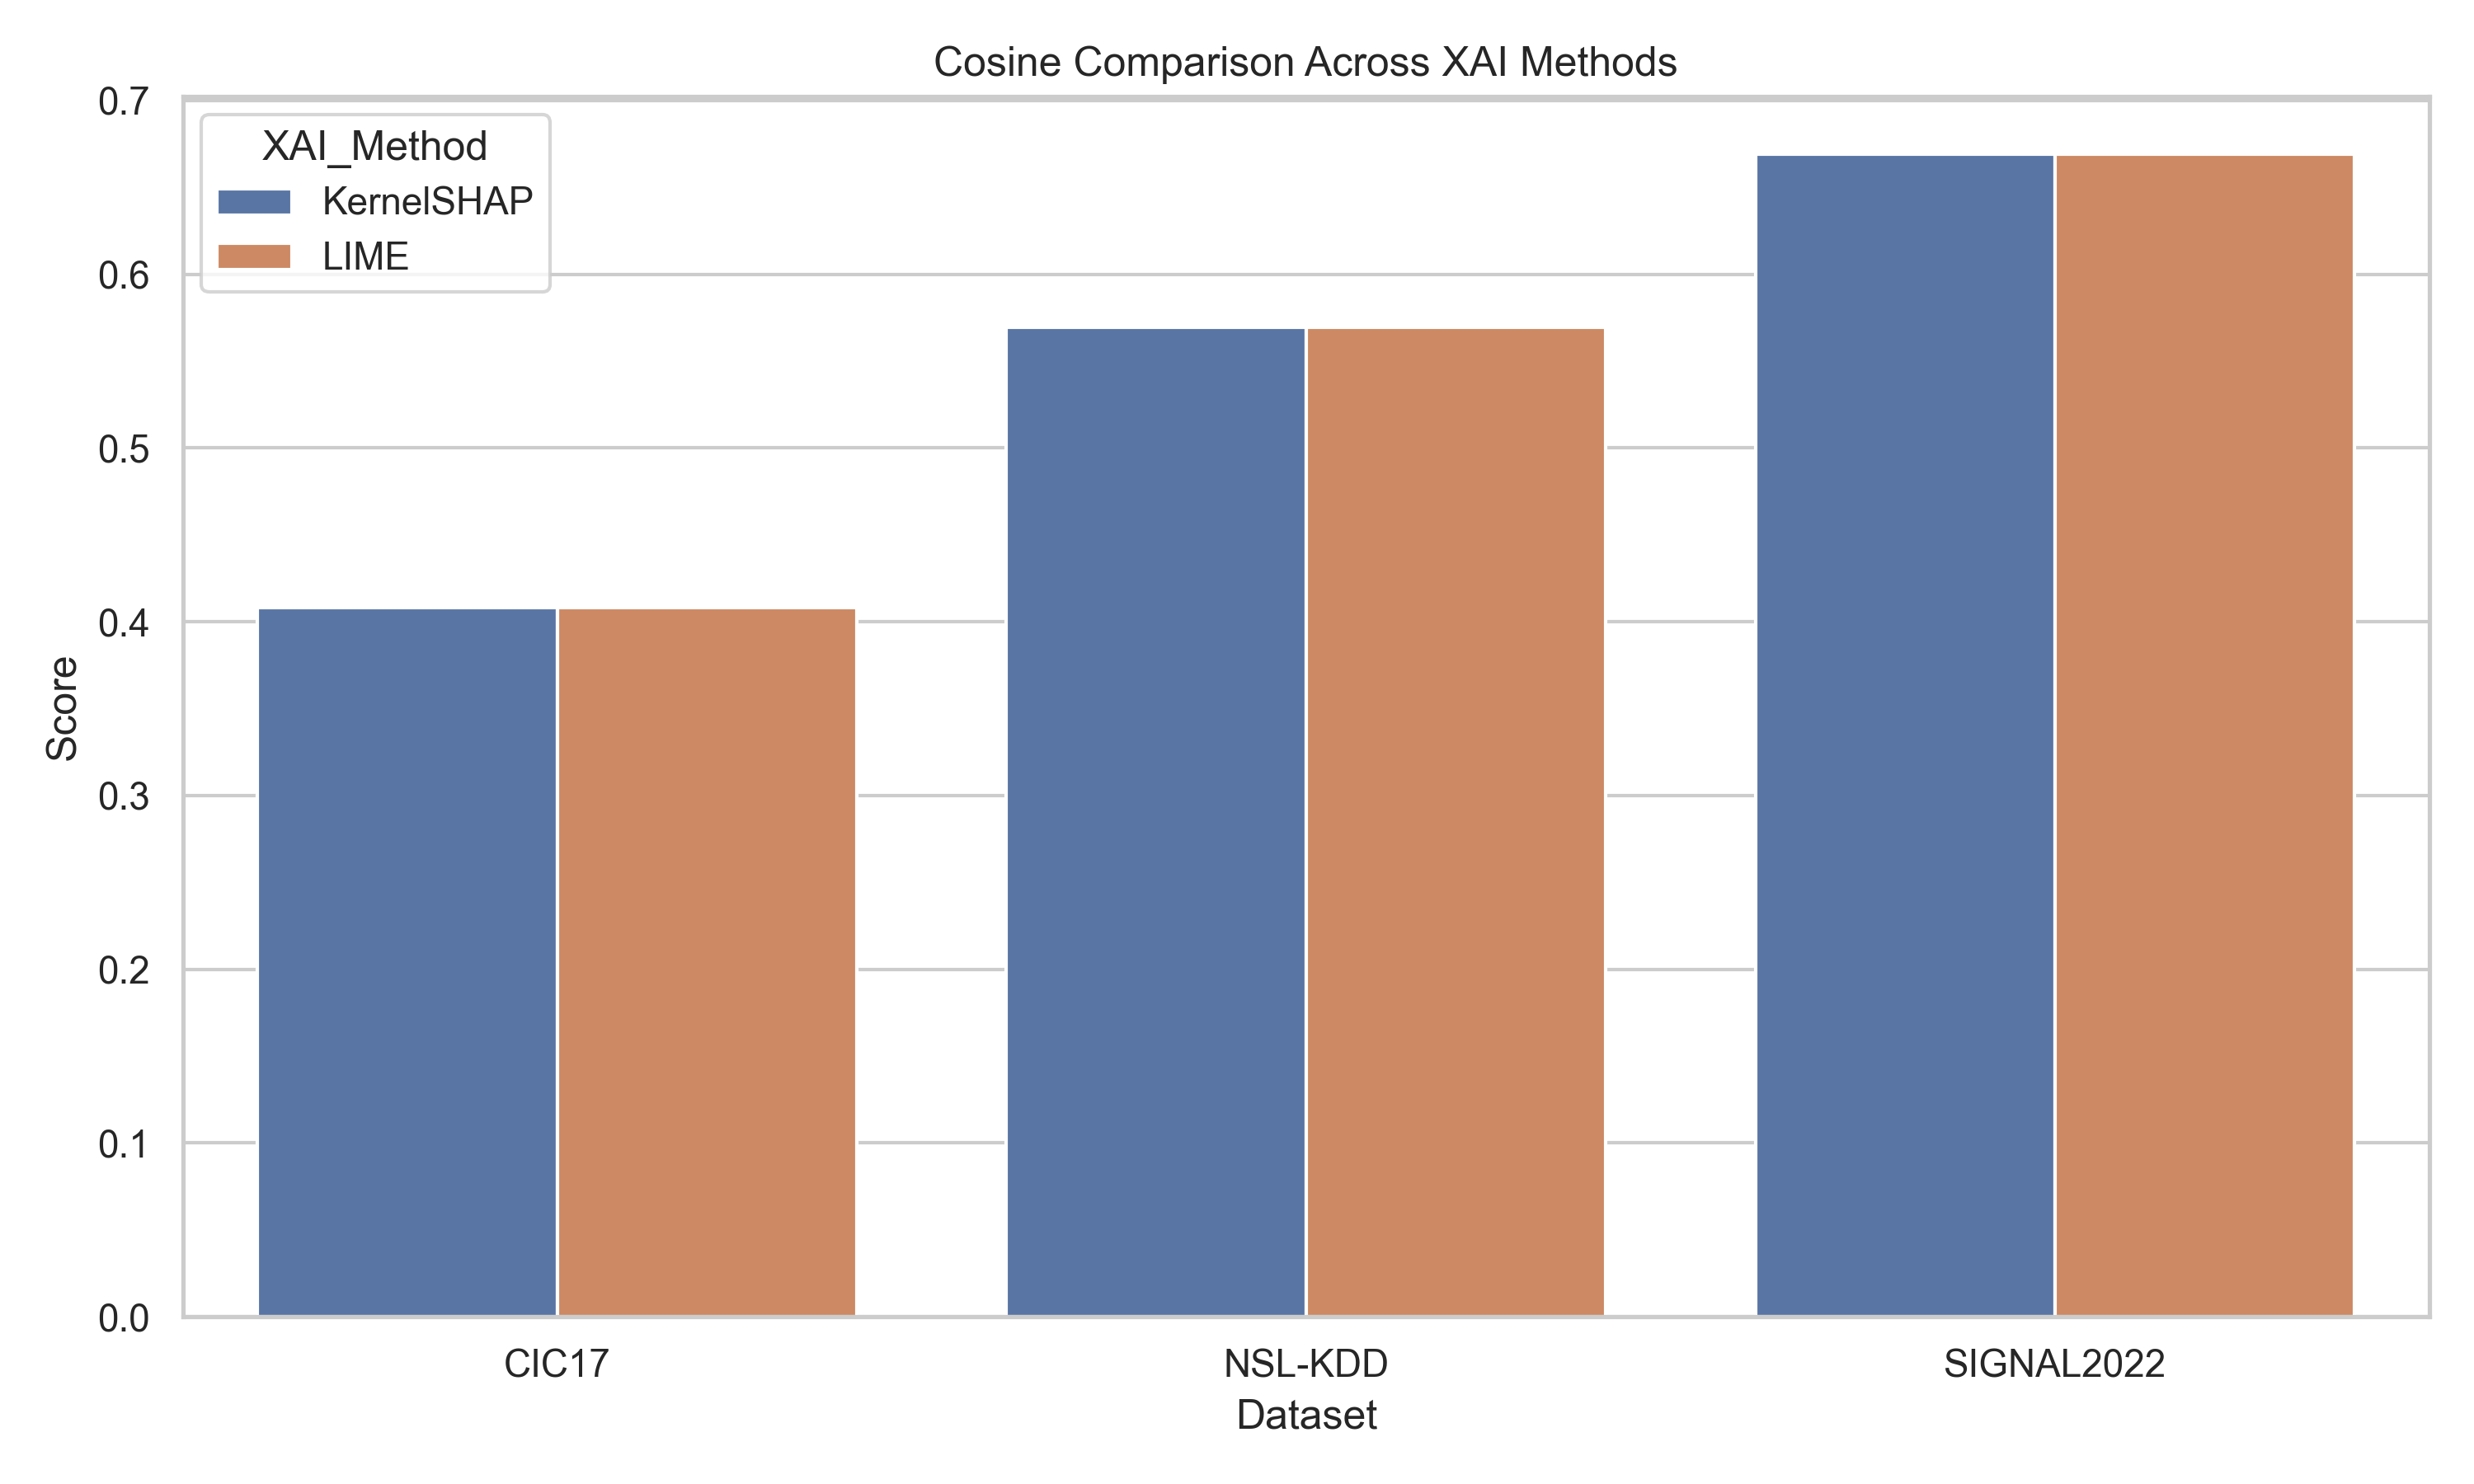 Cosine Comparison Across XAI Methods
XAI_Method
KernelSHAP
LIME
0.7
0.6
0.5
0.4
0.3
0.2
0.1
0.0
Score
CIC17
NSL-KDD
SIGNAL2022
Dataset